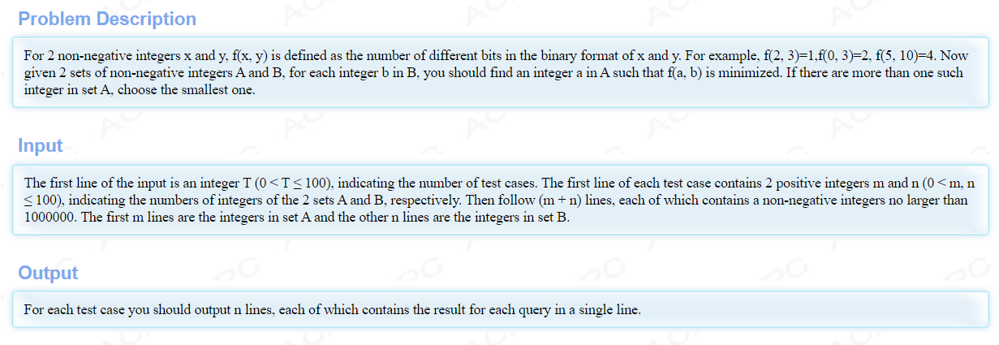 Problem Description
For 2 non-negative integers x and y, f(x, y) is defined as the number of different bits in the binary format of x and y. For example, f(2, 3)=1,f(0, 3)=2, f(5, 10)=4. Now
given 2 sets of non-negative integers A and B, for each integer b in B, you should find an integer a in A such that f(a, b) is minimized. If there are more than one such
integer in set A, choose the smallest one.
Input
The first line of the input is an integer T (0 < T ≤ 100), indicating the number of test cases. The first line of each test case contains 2 positive integers m and n (0 < m, n
≤ 100), indicating the numbers of integers of the 2 sets A and B, respectively. Then follow (m + n) lines, each of which contains a non-negative integers no larger than
1000000. The first m lines are the integers in set A and the other n lines are the integers in set B.
Output
For each test case you should output n lines, each of which contains the result for each query in a single line.